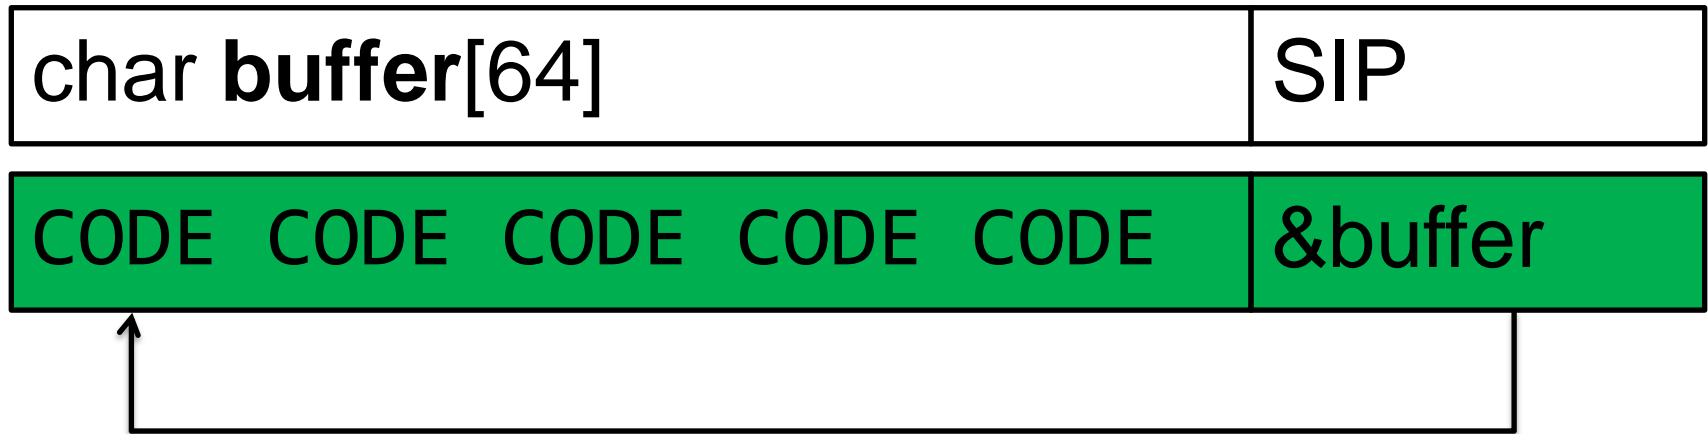 char buffer[64] SIP
CODE CODE CODE CODE CODE &buffer